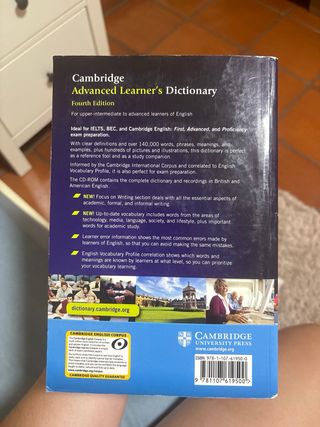 Cambridge
Advanced Learner's Dictionary
Fourth Edition
For upper-intermediate to advanced learners of English
Ideal for IELTS, BEC, and Cambridge English: First, Advanced, and Proficiency
exam preparation.
With clear definitions and over 140,000 words, phrases, meanings, and
examples, plus hundreds of pictures and illustrations, this dictionary is perfect
as a reference tool and as a study companion.
Informed by the Cambridge International Corpus and correlated to English
Vocabulary Profile, it is also perfect for exam preparation.
The CD-ROM contains the complete dictionary and recordings in British and
American English.
NEW! Focus on Writing section deals with all the essential aspects of
academic, formal, and informal writing.
NEW! Up-to-date vocabulary includes words from the areas of
technology, media, language, society, and lifestyle, plus important
words for academic study.
Learner error information shows the most common errors made by
learners of English, so that you can avoid making the same mistakes.
English Vocabulary Profile correlation shows which words and
meanings are known by learners at what level, so you can prioritize
your vocabulary learning.
dictionary.cambridge.org
CAMBRIDGE ENGLISH CORPUS
CAMBRIDGE QUALITY GUARANTEE
CAMBRIDGE
UNIVERSITY PRESS
www.cambridge.org
ISBN 978-1-107-61950-0
9 781107 619500 >